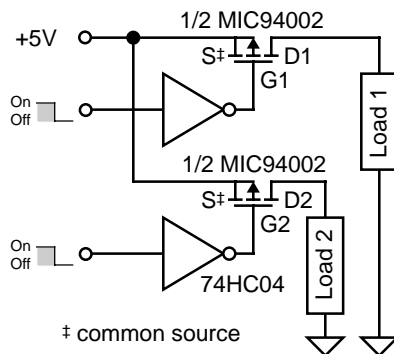 1/2 MIC94002
+5V
S‡ D1
G1
On
Off
Load 1
1/2 MIC94002
S‡ D2
G2
On
Off
Load 2
74HC04
‡ common source